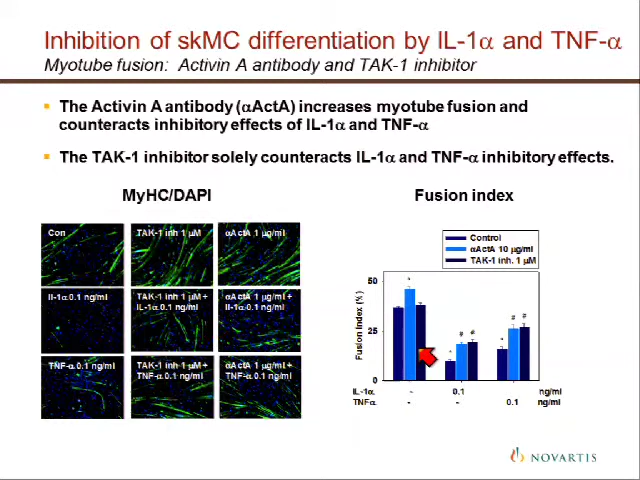 Inhibition of skMC differentiation by IL-1α and TNF-α
Myotube fusion: Activin A antibody and TAK-1 inhibitor
The Activin A antibody (αActA) increases myotube fusion and
counteracts inhibitory effects of IL-1α and TNF-α
The TAK-1 inhibitor solely counteracts IL-1α and TNF-α inhibitory effects.
MyHC/DAPI
Con
TAK-1 inh 1 µM
αActA 1 µg/ml
Il-1α 0.1 ng/ml
TAK-1 inh 1 µM +
IL-1α 0.1 ng/ml
αActA 1 µg/ml +
Il-1α 0.1 ng/ml
TNF-α 0.1 ng/ml
TAK-1 inh 1 µM +
TNF-α 0.1 ng/ml
αActA 1 µg/ml +
TNF-α 0.1 ng/ml
Fusion index
Control
αActA 10 µg/ml
TAK-1 inh. 1 µM
Fusion Index (%)
50
25
0
* * # # * # #
IL-1α - 0.1 ng/ml
TNFα - - 0.1 ng/ml
NOVARTIS